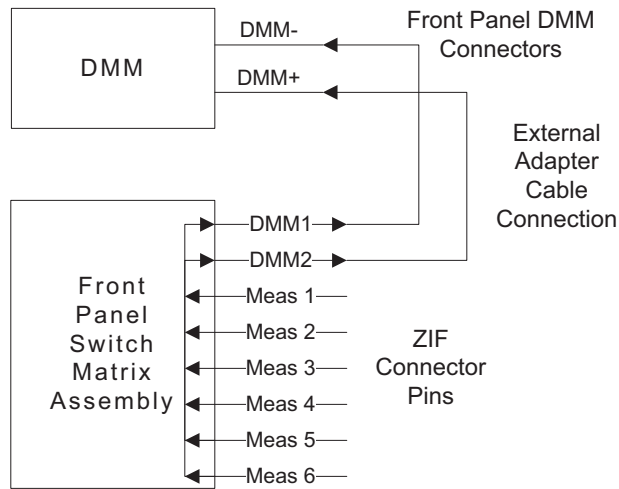 DMM
DMM-
DMM+
Front Panel DMM
Connectors
External
Adapter
Cable
Connection
Front
Panel
Switch
Matrix
Assembly
DMM1
DMM2
Meas 1
Meas 2
Meas 3
Meas 4
Meas 5
Meas 6
ZIF
Connector
Pins